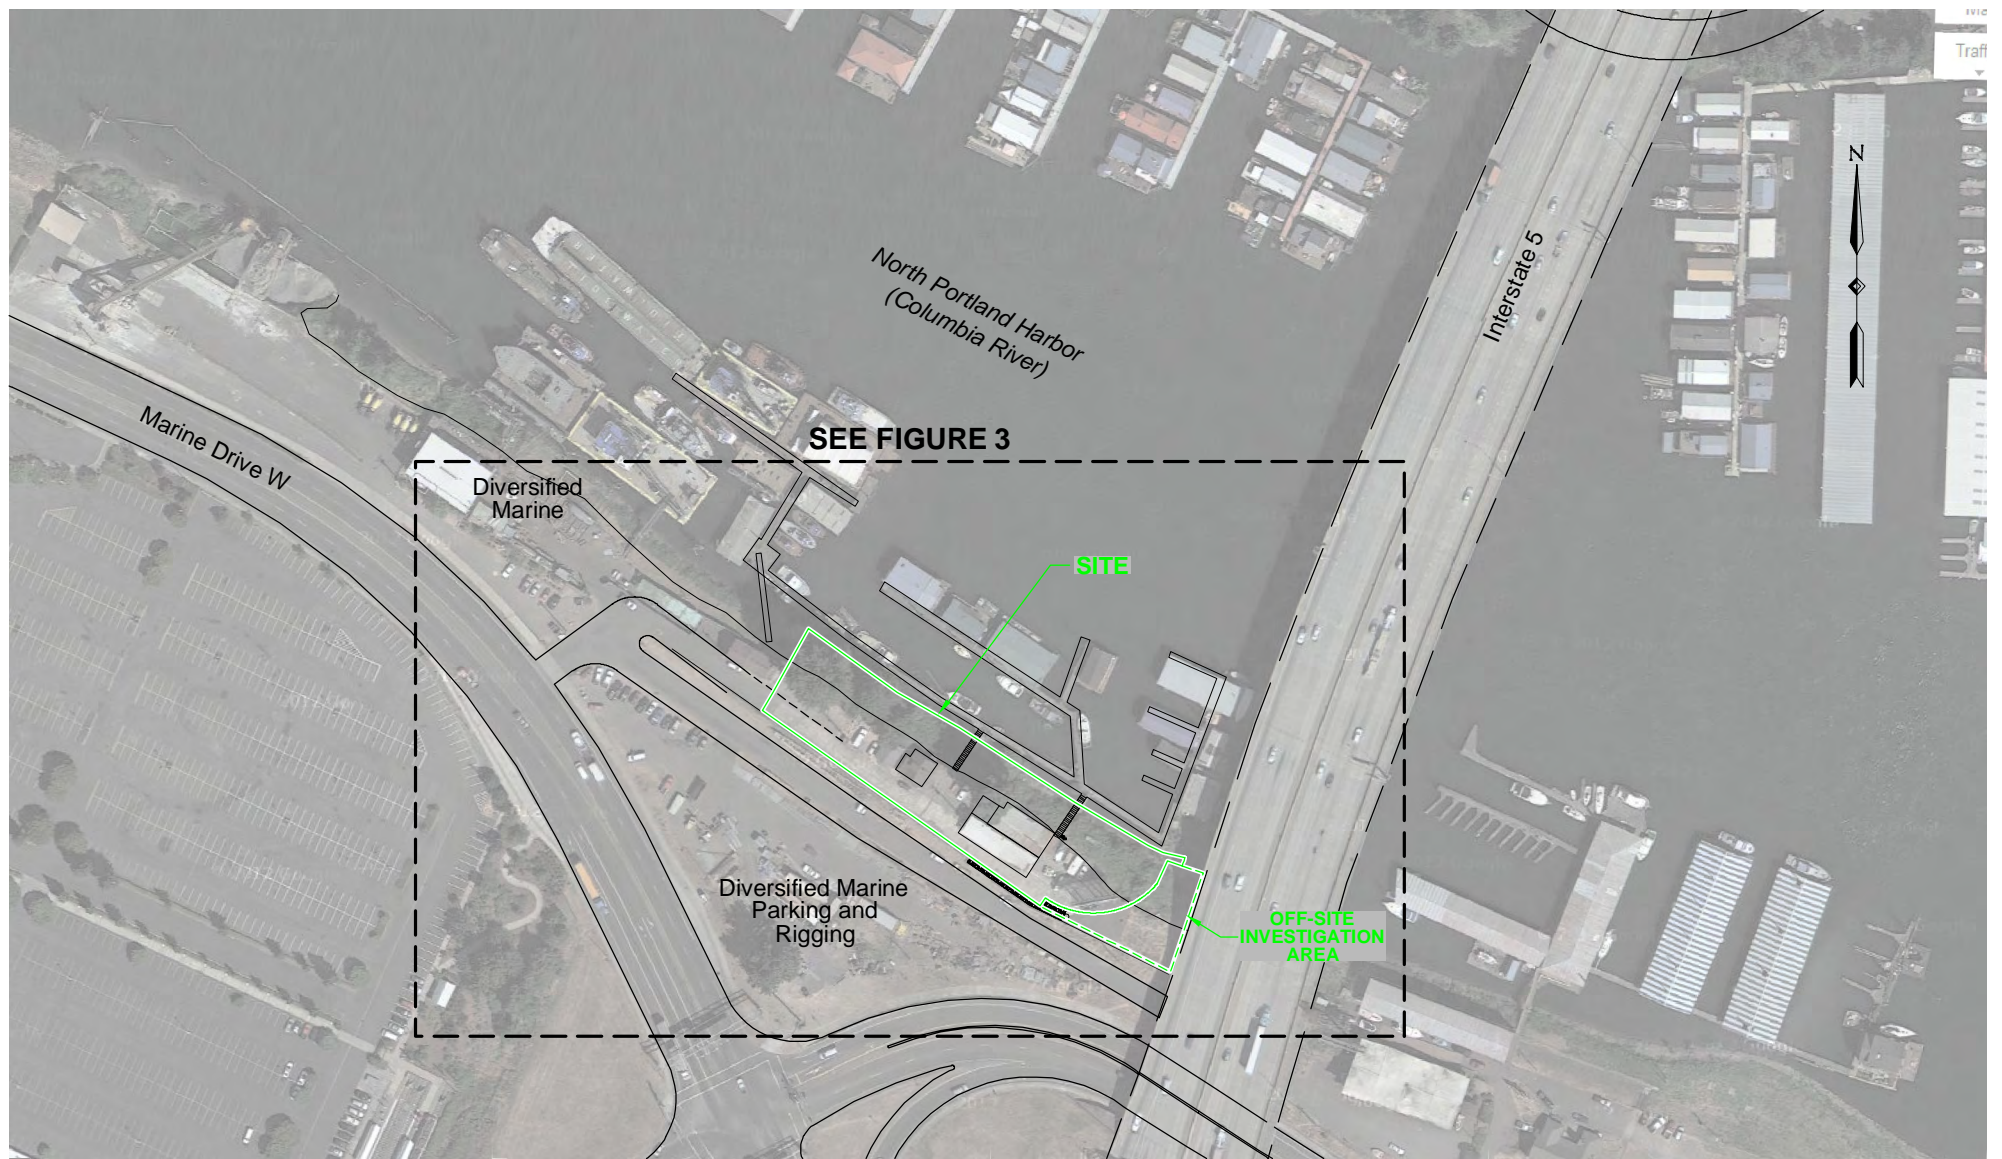 Traff
N
North Portland Harbor
(Columbia River)
Interstate 5
Marine Drive W
SEE FIGURE 3
Diversified
Marine
SITE
Diversified Marine
Parking and
Rigging
OFF-SITE
INVESTIGATION
AREA